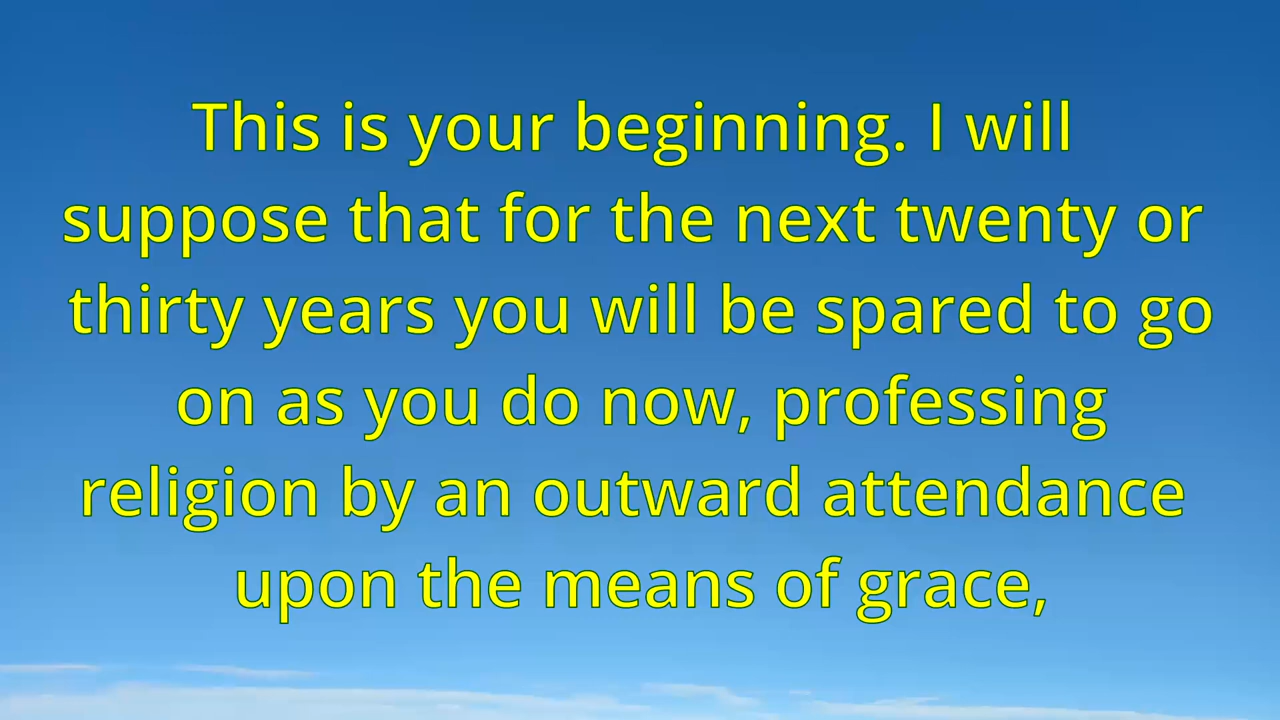 This is your beginning. I will
suppose that for the next twenty or
thirty years you will be spared to go
on as you do now, professing
religion by an outward attendance
upon the means of grace,